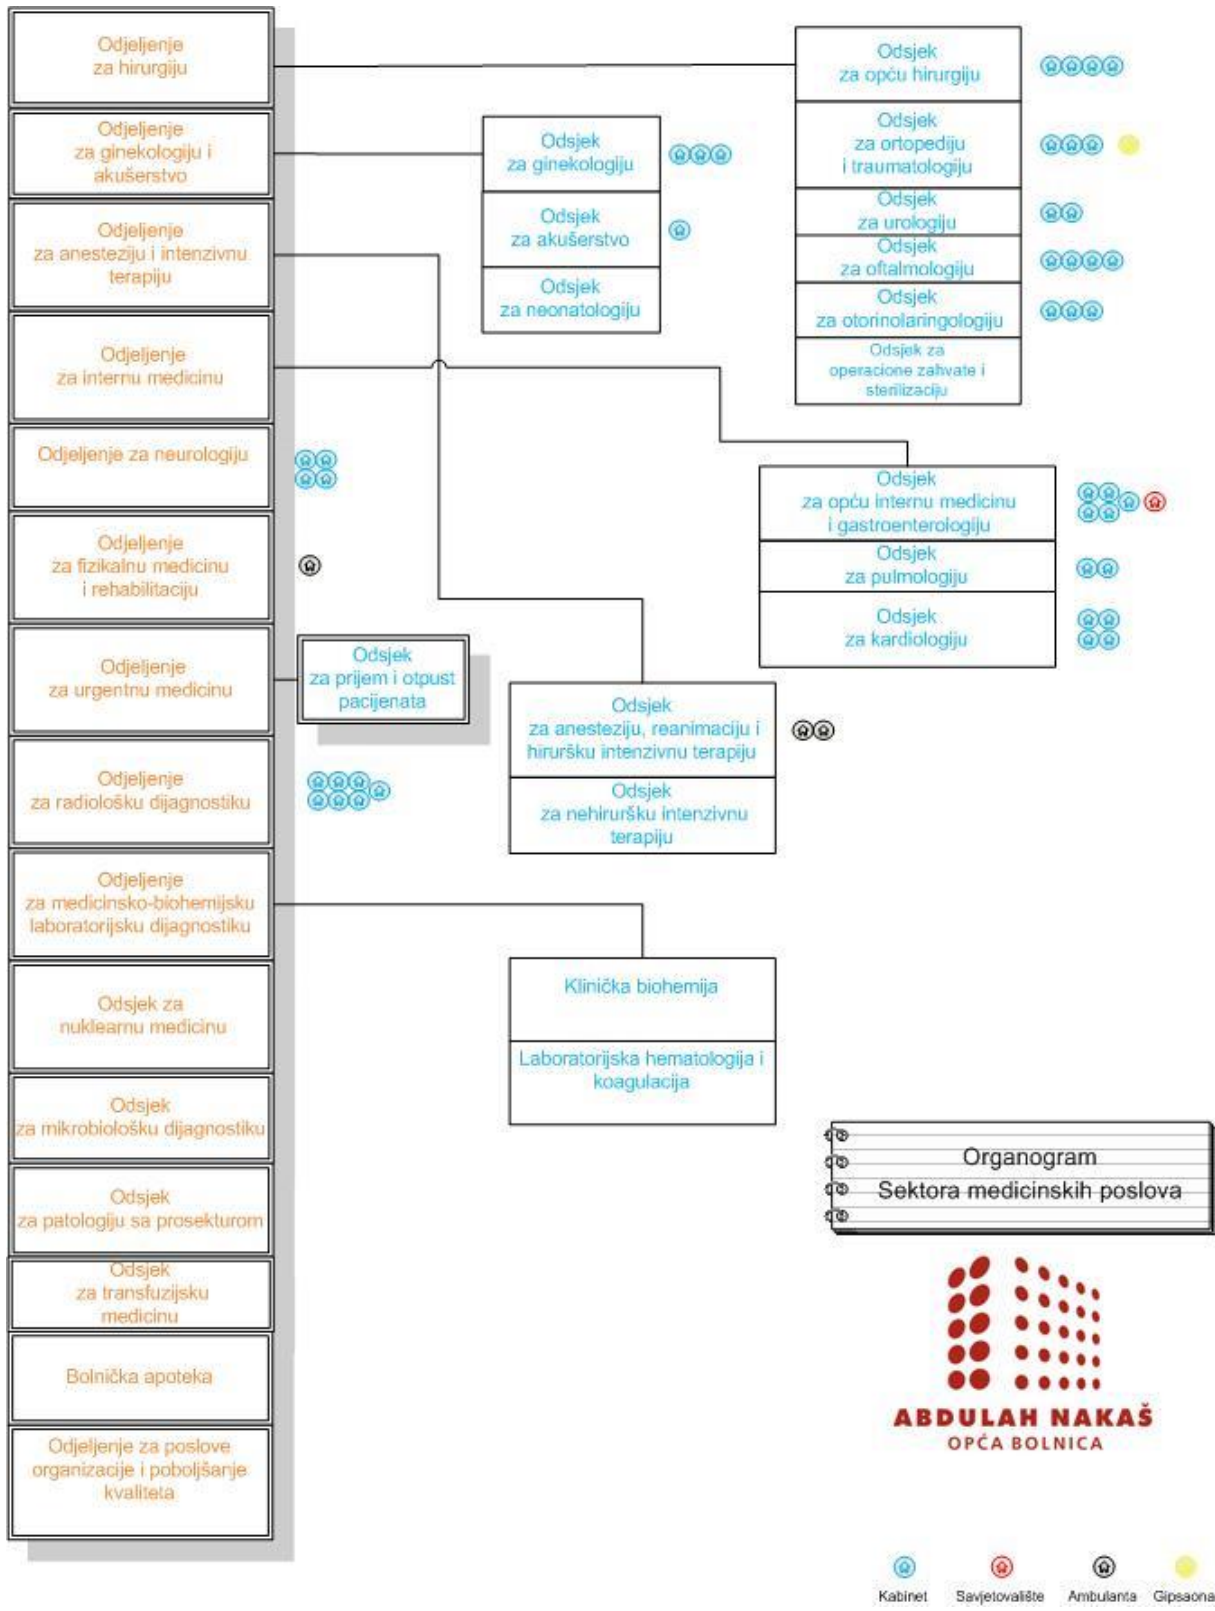 Odjeljenje
za hirurgiju
Odjeljenje
za ginekologiju i
akušerstvo
Odjeljenje
za anesteziju i intenzivnu
terapiju
Odjeljenje
za internu medicinu
Odjeljenje za neurologiju
Odjeljenje
za fizikalnu medicinu
i rehabilitaciju
Odjeljenje
za urgentnu medicinu
Odjeljenje
za radiološku dijagnostiku
Odjeljenje
za medicinsko-biohemijsku
laboratorijsku dijagnostiku
Odsjek za
nuklearnu medicinu
Odsjek
za mikrobiološku dijagnostiku
Odsjek
za patologiju sa prosekturom
Odsjek
za transfuzijsku
medicinu
Bolnička apoteka
Odjeljenje za poslove
organizacije i poboljšanje
kvaliteta
Odsjek
za ginekologiju
Odsjek
za akušerstvo
Odsjek
za neonatologiju
Odsjek
za opću hirurgiju
Odsjek
za ortopediju
i traumatologiju
Odsjek
za urologiju
Odsjek
za oftalmologiju
Odsjek
za otorinolaringologiju
Odsjek za
operacione zahvate i
sterilizaciju
Odsjek
za opću internu medicinu
i gastroenterologiju
Odsjek
za pulmologiju
Odsjek
za kardiologiju
Odsjek
za prijem i otpust
pacijenata
Odsjek
za anesteziju, reanimaciju i
hiruršku intenzivnu terapiju
Odsjek
za nehiruršku intenzivnu
terapiju
Klinička biohemija
Laboratorijska hematologija i
koagulacija
Organogram
Sektora medicinskih poslova
ABDULAH NAKAŠ
OPĆA BOLNICA
Kabinet Savjetovalište Ambulanta Gipsaona